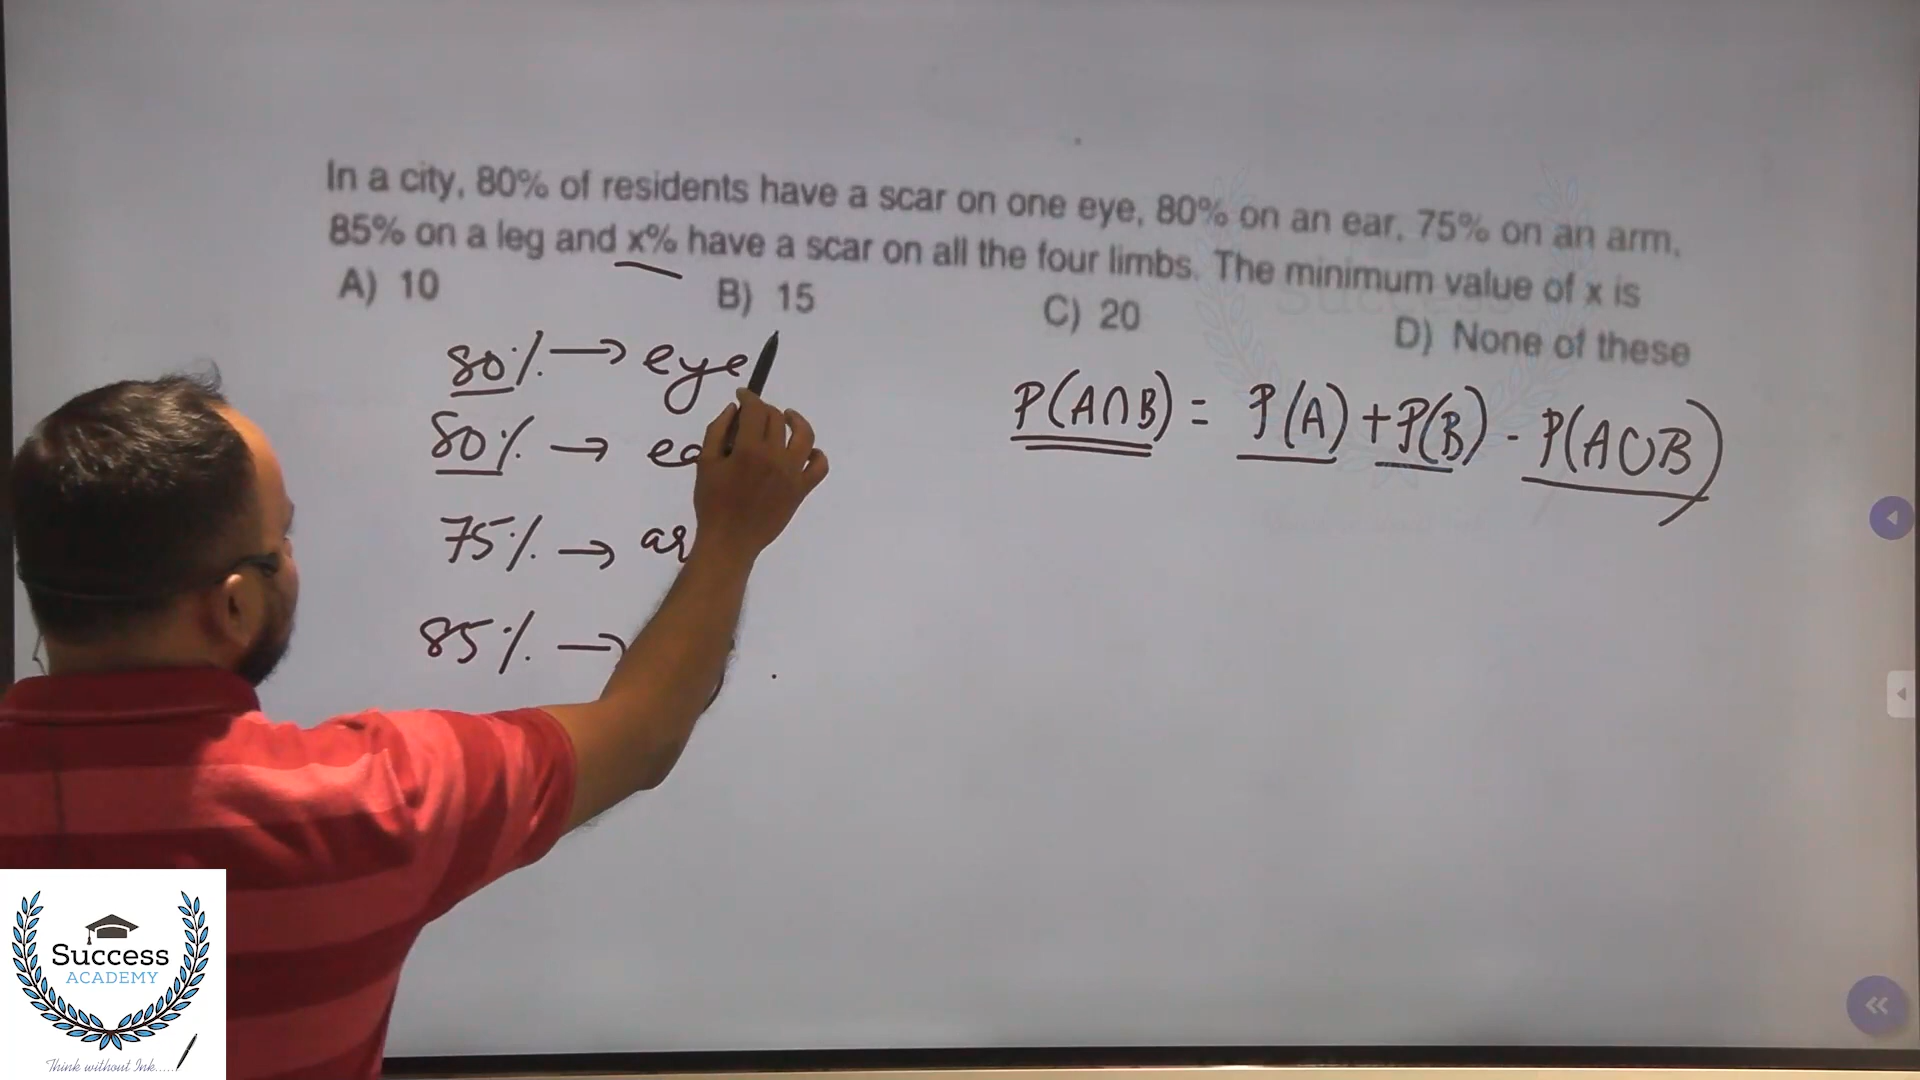 In a city, 80% of residents have a scar on one eye, 80% on an ear, 75% on an arm,
85% on a leg and x% have a scar on all the four limbs. The minimum value of x is
A) 10 B) 15 C) 20 D) None of these
80% → eye
80% →
75% →
85% →
P(A∩B) = P(A) + P(B) - P(A∪B)
Success
ACADEMY
Think without Ink.....